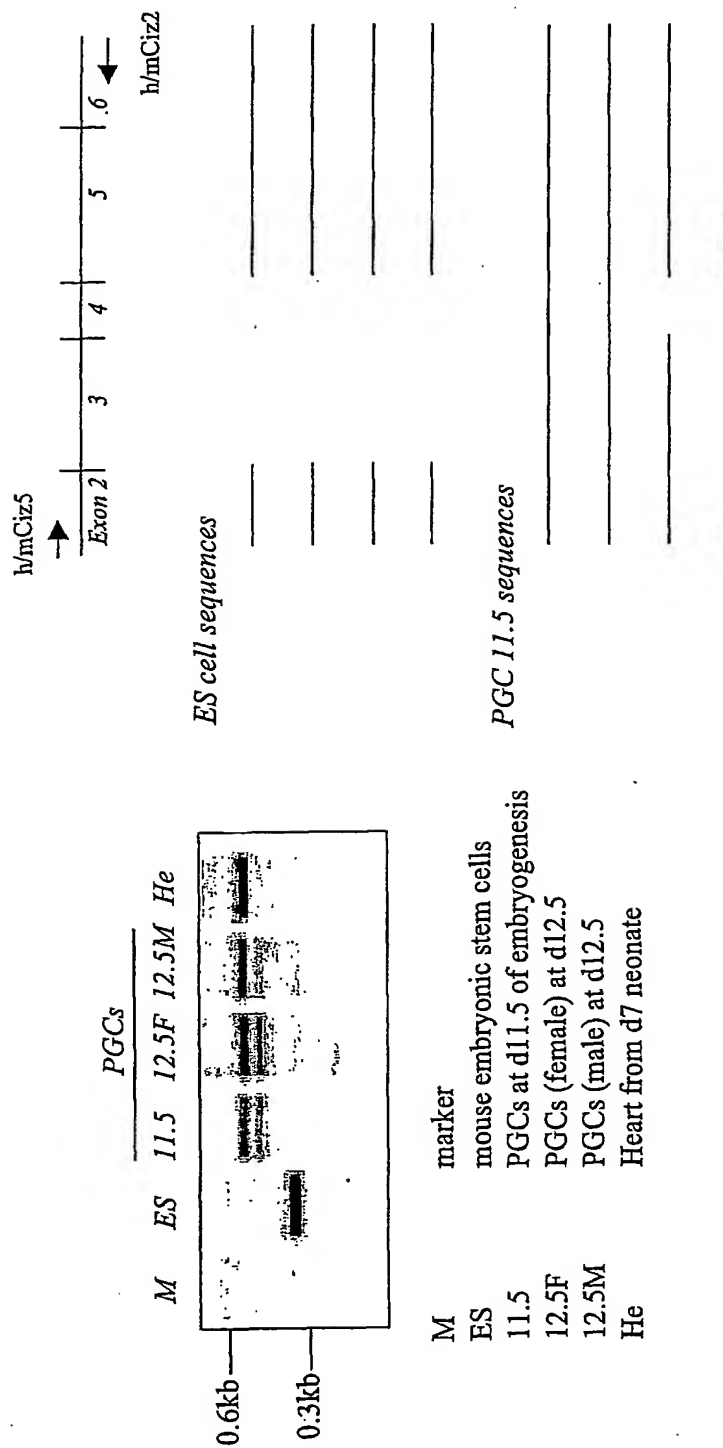 PGCs
M ES 11.5 12.5F 12.5M He
0.6kb
0.3kb
M marker
ES mouse embryonic stem cells
11.5 PGCs at d11.5 of embryogenesis
12.5F PGCs (female) at d12.5
12.5M PGCs (male) at d12.5
He Heart from d7 neonate
h/mCiz5
Exon 2 3 4 5 .6
h/mCiz2
ES cell sequences
PGC 11.5 sequences